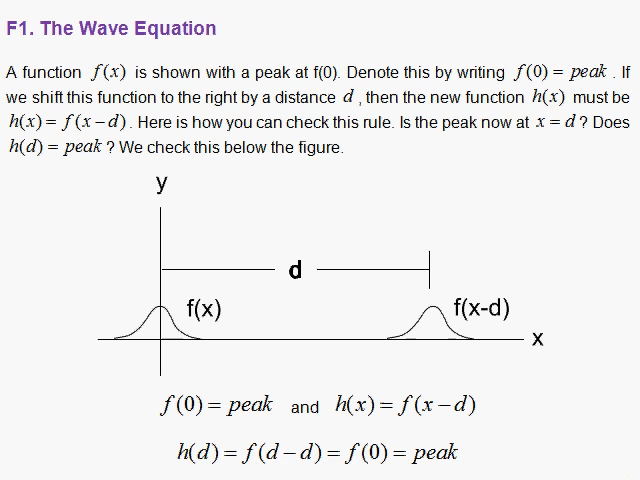 F1. The Wave Equation
A function f(x) is shown with a peak at f(0). Denote this by writing f(0) = peak . If
we shift this function to the right by a distance d , then the new function h(x) must be
h(x) = f(x – d) . Here is how you can check this rule. Is the peak now at x = d ? Does
h(d) = peak ? We check this below the figure.
y
d
f(x)
f(x-d)
x
f(0) = peak and h(x) = f(x – d)
h(d) = f(d – d) = f(0) = peak